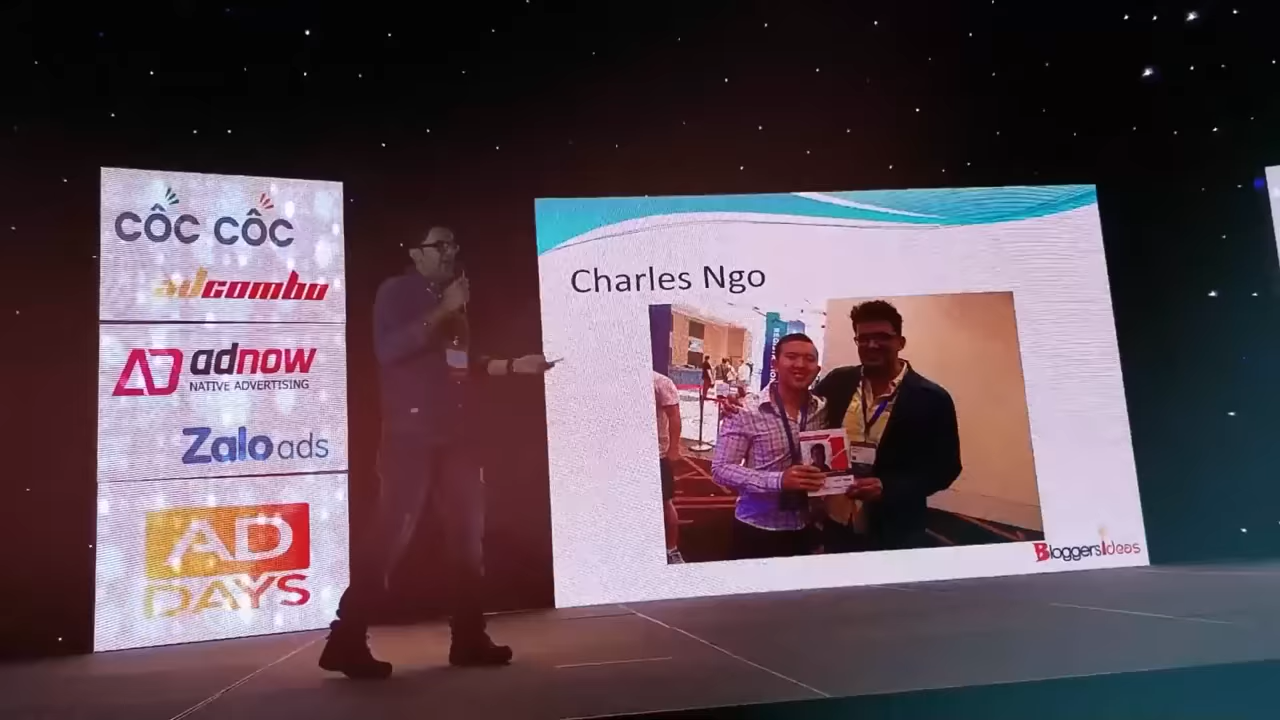 CỐC CỐC
adcombo
adnow
NATIVE ADVERTISING
Zalo ads
AD
DAYS
Charles Ngo
BloggersIdeas